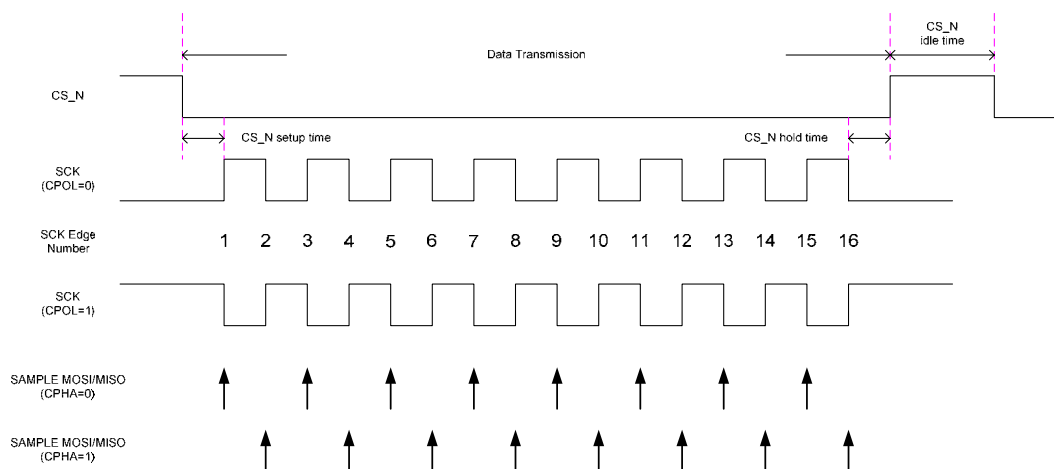 CS_N
idle time
Data Transmission
CS_N
CS_N setup time
CS_N hold time
SCK
(CPOL=0)
SCK Edge
Number
1 2 3 4 5 6 7 8 9 10 11 12 13 14 15 16
SCK
(CPOL=1)
SAMPLE MOSI/MISO
(CPHA=0)
SAMPLE MOSI/MISO
(CPHA=1)